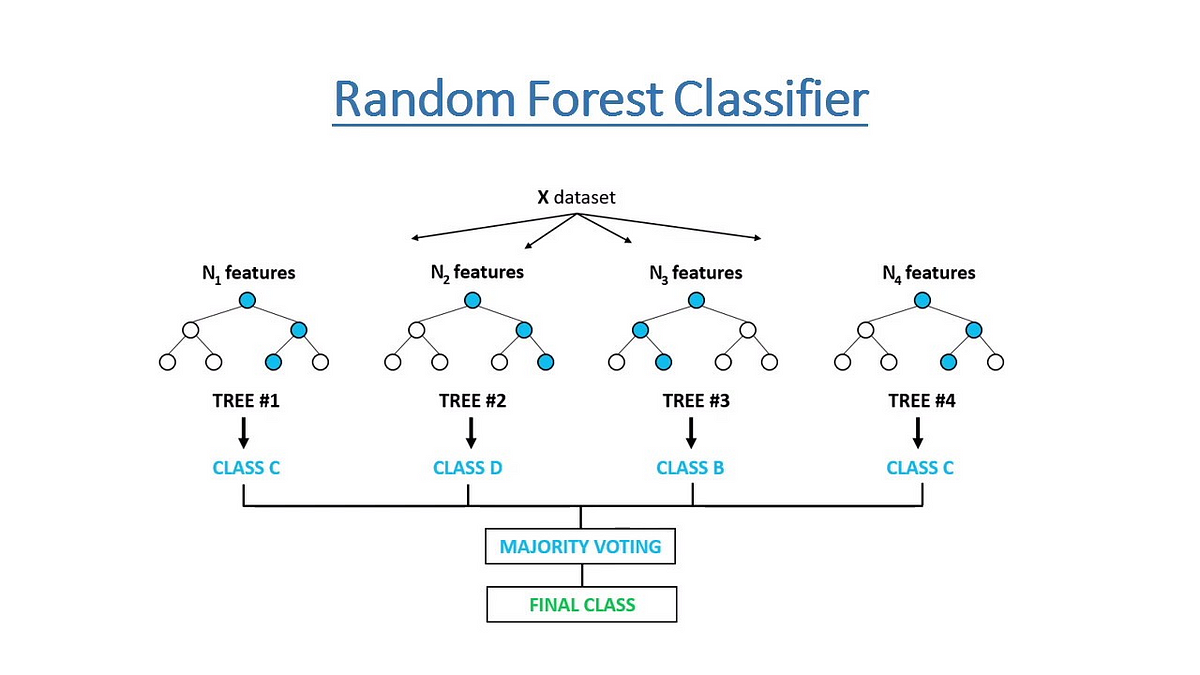 Random Forest Classifier
X dataset
N₁ features
N₂ features
N₃ features
N₄ features
TREE #1
TREE #2
TREE #3
TREE #4
CLASS C
CLASS D
CLASS B
CLASS C
MAJORITY VOTING
FINAL CLASS